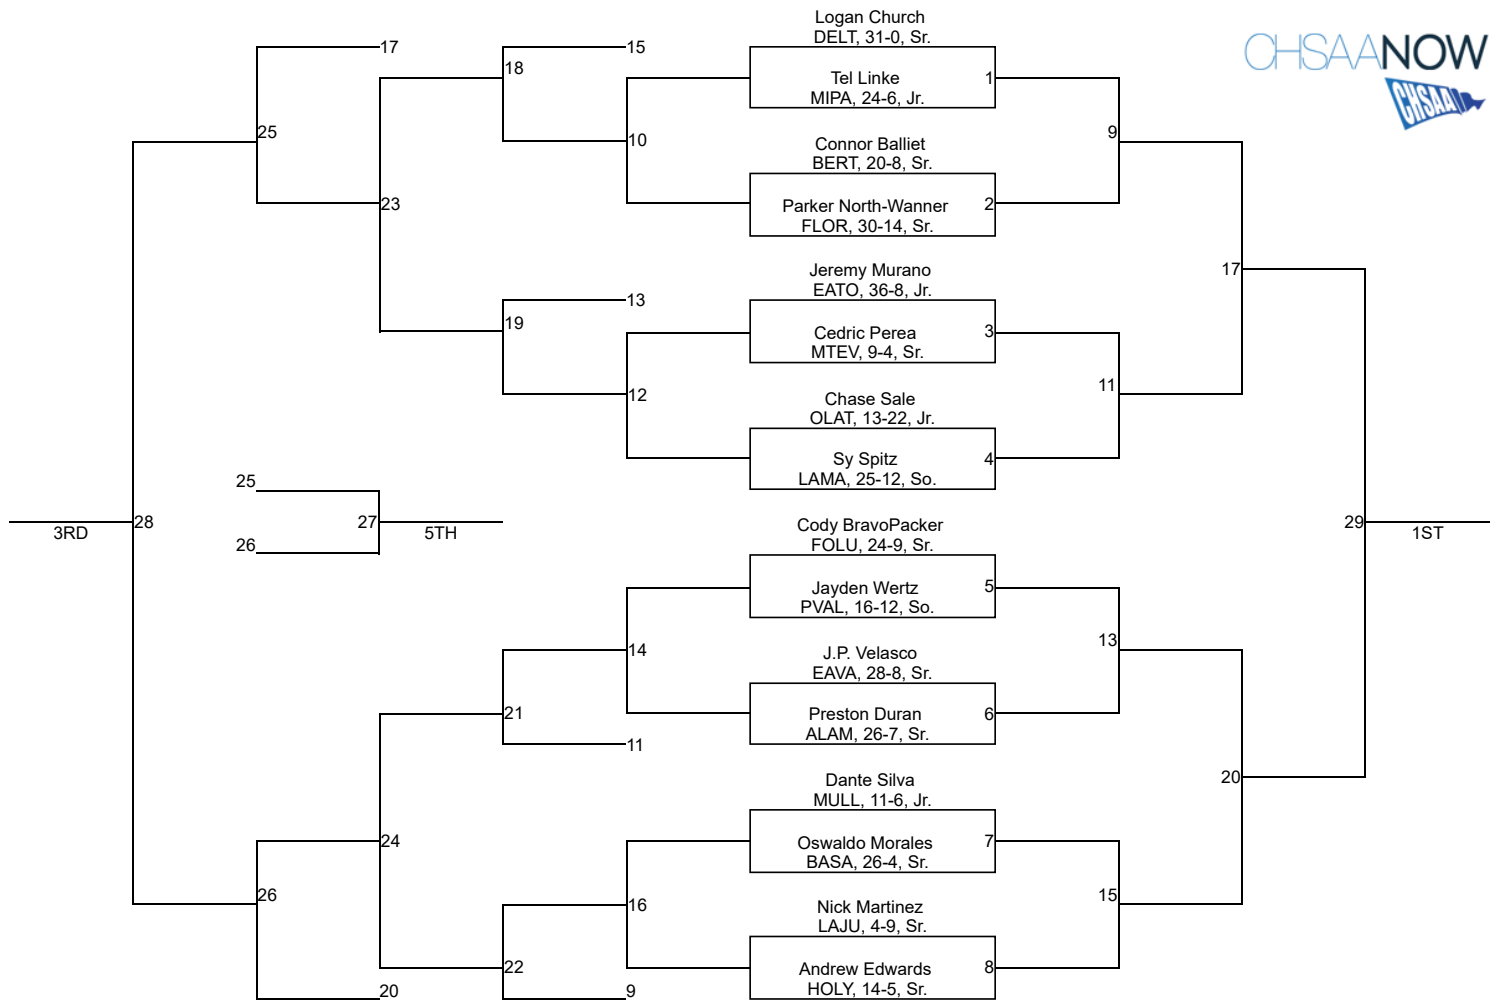 Logan Church
DELT, 31-0, Sr.
CHSAANOW
CHSAA
17
15
18
Tel Linke
MIPA, 24-6, Jr.
1
25
10
9
Connor Balliet
BERT, 20-8, Sr.
23
Parker North-Wanner
FLOR, 30-14, Sr.
2
Jeremy Murano
EATO, 36-8, Jr.
17
13
19
Cedric Perea
MTEV, 9-4, Sr.
3
12
11
Chase Sale
OLAT, 13-22, Jr.
Sy Spitz
LAMA, 25-12, So.
4
25
28
3RD
27
5TH
26
Cody BravoPacker
FOLU, 24-9, Sr.
29
1ST
Jayden Wertz
PVAL, 16-12, So.
5
14
13
J.P. Velasco
EAVA, 28-8, Sr.
21
Preston Duran
ALAM, 26-7, Sr.
6
11
Dante Silva
MULL, 11-6, Jr.
20
24
Oswaldo Morales
BASA, 26-4, Sr.
7
26
16
15
Nick Martinez
LAJU, 4-9, Sr.
22
Andrew Edwards
HOLY, 14-5, Sr.
8
20
9